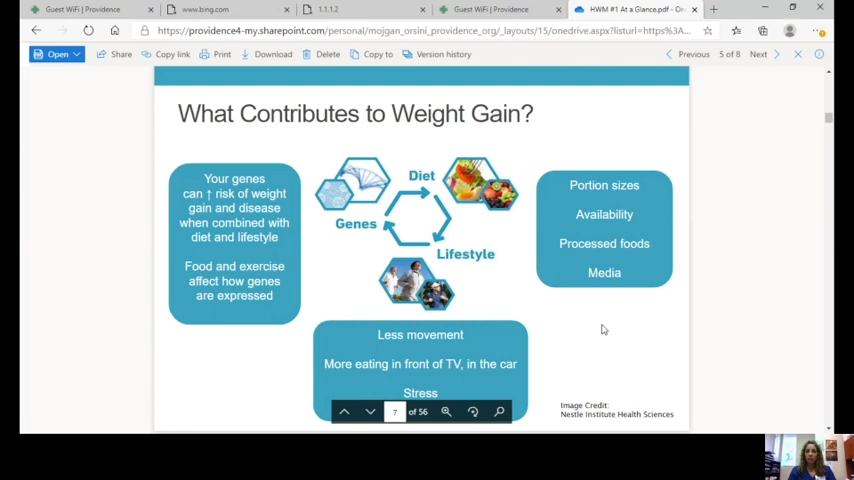 Guest WiFi | Providence
www.bing.com
1.1.1.2
Guest WiFi | Providence
HWM #1 At a Glance.pdf - One
https://providence4-my.sharepoint.com/personal/mojgan_orsini_providence_org/_layouts/15/onedrive.aspx?listurl=https%3A...
Open
Share
Copy link
Print
Download
Delete
Copy to
Version history
Previous
5 of 8
Next
What Contributes to Weight Gain?
Your genes
can ↑ risk of weight
gain and disease
when combined with
diet and lifestyle
Food and exercise
affect how genes
are expressed
Diet
Genes
Lifestyle
Portion sizes
Availability
Processed foods
Media
Less movement
More eating in front of TV, in the car
Stress
7 of 56
Image Credit:
Nestle Institute Health Sciences